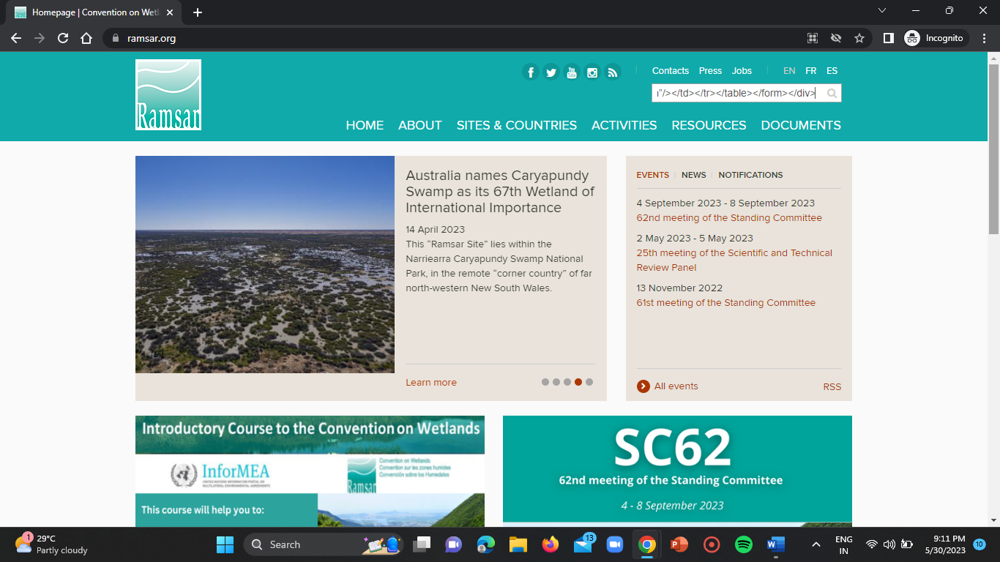 Homepage | Convention on Wetl
ramsar.org
Incognito
Ramsar
Contacts Press Jobs EN FR ES
"/></td></tr></table></form></div>
HOME ABOUT SITES & COUNTRIES ACTIVITIES RESOURCES DOCUMENTS
Australia names Caryapundy
Swamp as its 67th Wetland of
International Importance
14 April 2023
This “Ramsar Site” lies within the
Narriearra Caryapundy Swamp National
Park, in the remote “corner country” of far
north-western New South Wales.
Learn more
EVENTS NEWS NOTIFICATIONS
4 September 2023 - 8 September 2023
62nd meeting of the Standing Committee
2 May 2023 - 5 May 2023
25th meeting of the Scientific and Technical
Review Panel
13 November 2022
61st meeting of the Standing Committee
All events RSS
Introductory Course to the Convention on Wetlands
InforMEA
UNITED NATIONS INFORMATION PORTAL ON
MULTILATERAL ENVIRONMENTAL AGREEMENTS
Ramsar
Convention on Wetlands
Convention sur les zones humides
Convención sobre los Humedales
This course will help you to:
SC62
62nd meeting of the Standing Committee
4 - 8 September 2023
1
29°C
Partly cloudy
Search
13
ENG
IN
9:11 PM
5/30/2023
10